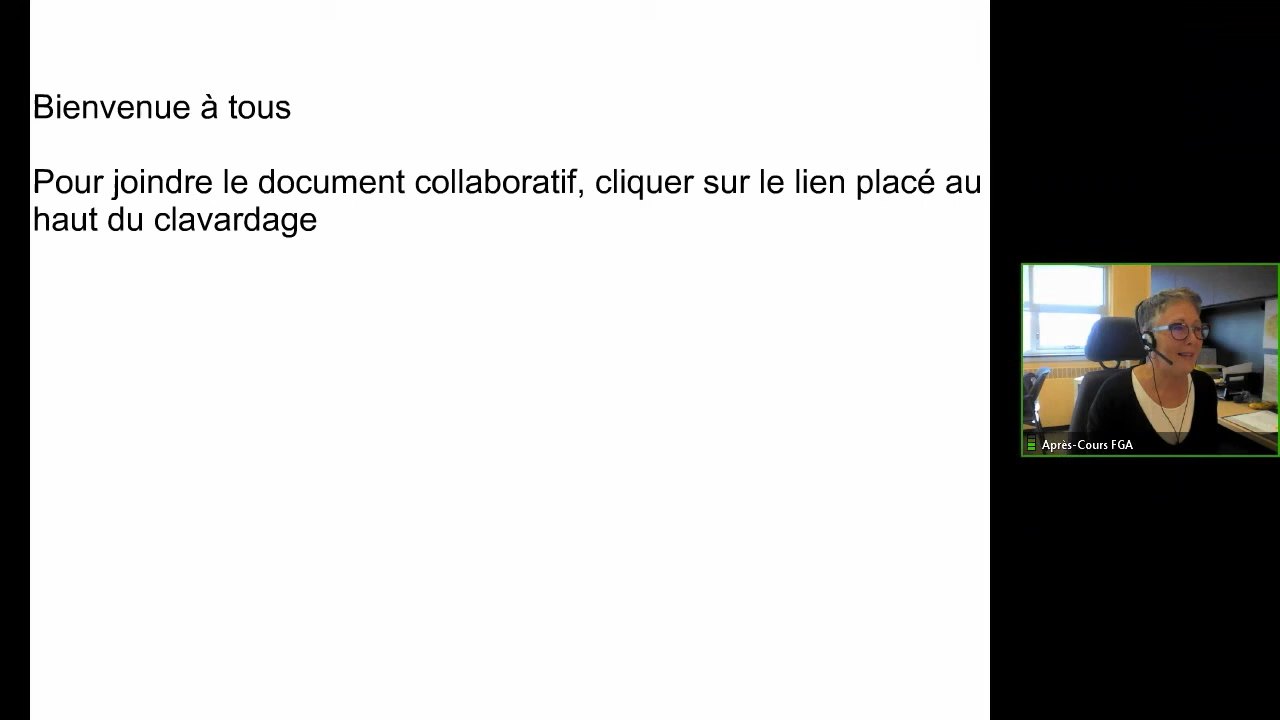 Bienvenue à tous
Pour joindre le document collaboratif, cliquer sur le lien placé au
haut du clavardage
Après-Cours FGA